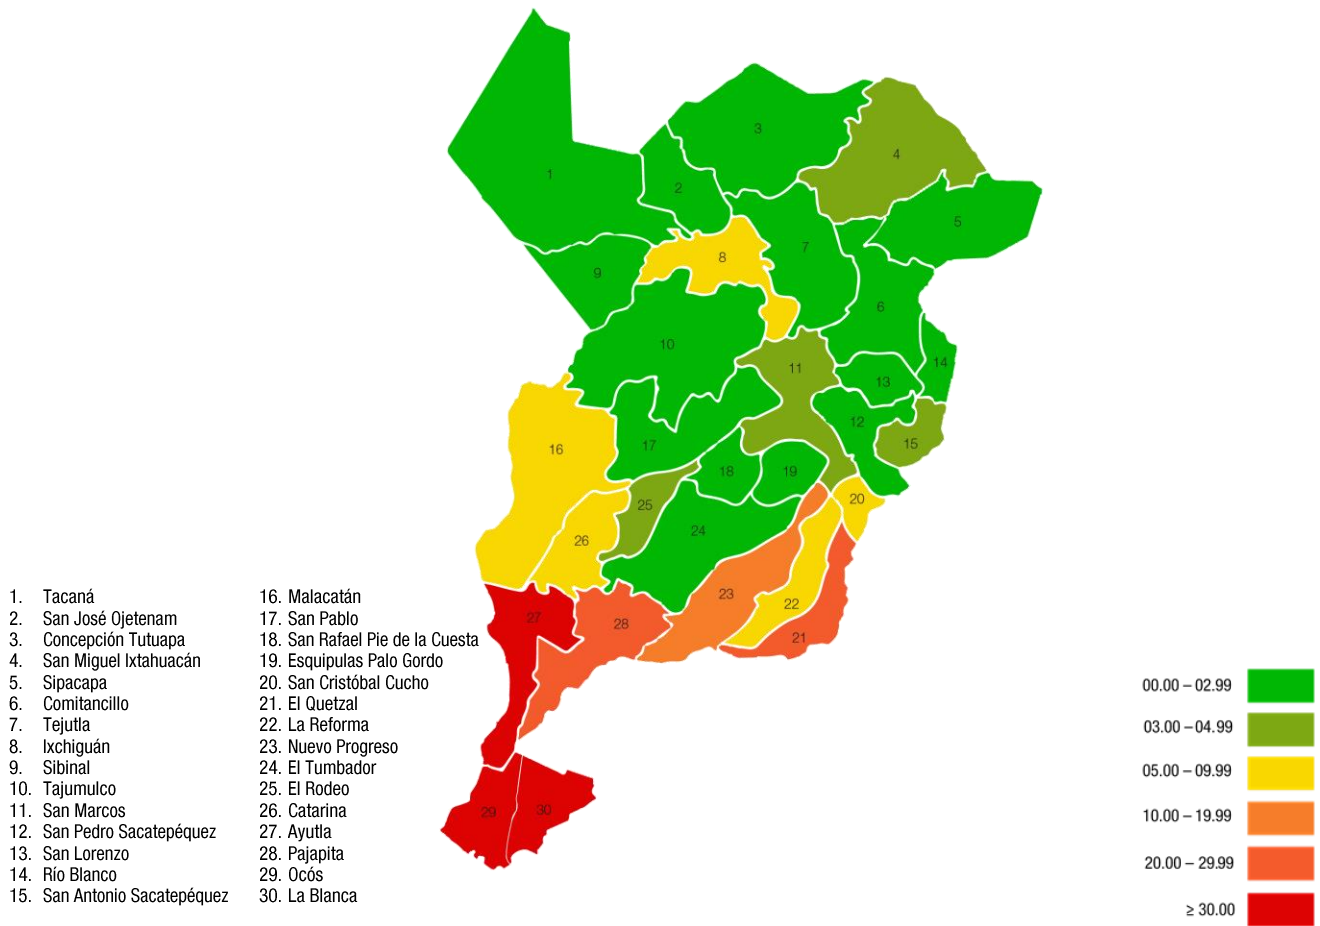 1
2
3
4
5
6
7
8
9
10
11
12
13
14
15
16
17
18
19
20
21
22
23
24
25
26
27
28
29
30
1. Tacaná
2. San José Ojetenam
3. Concepción Tutuapa
4. San Miguel Ixtahuacán
5. Sipacapa
6. Comitancillo
7. Tejutla
8. Ixchiguán
9. Sibinal
10. Tajumulco
11. San Marcos
12. San Pedro Sacatepéquez
13. San Lorenzo
14. Río Blanco
15. San Antonio Sacatepéquez
16. Malacatán
17. San Pablo
18. San Rafael Pie de la Cuesta
19. Esquipulas Palo Gordo
20. San Cristóbal Cucho
21. El Quetzal
22. La Reforma
23. Nuevo Progreso
24. El Tumbador
25. El Rodeo
26. Catarina
27. Ayutla
28. Pajapita
29. Ocós
30. La Blanca
00.00 – 02.99
03.00 – 04.99
05.00 – 09.99
10.00 – 19.99
20.00 – 29.99
≥ 30.00